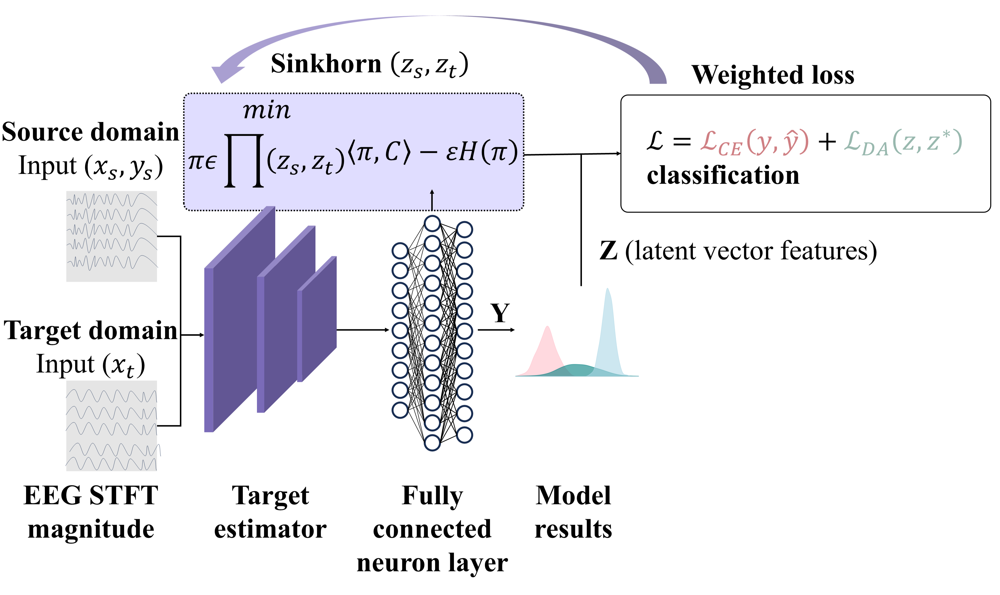 Sinkhorn (z_s, z_t)
Weighted loss
min
π ϵ ∏(z_s, z_t)⟨π, C⟩ − εH(π)
ℒ = ℒ_CE(y, ŷ) + ℒ_DA(z, z*)
classification
Source domain
Input (x_s, y_s)
Z (latent vector features)
Target domain
Input (x_t)
Y
EEG STFT
magnitude
Target
estimator
Fully
connected
neuron layer
Model
results